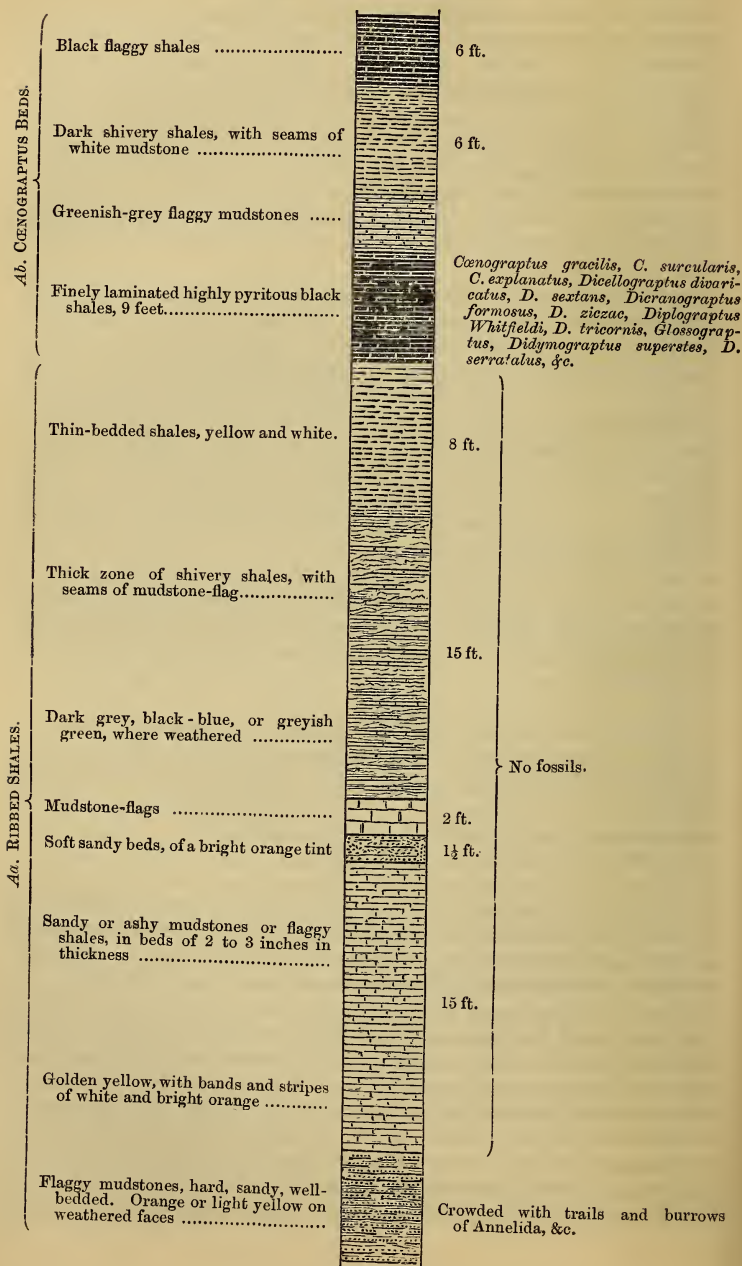 Ab. CŒNOGRAPTUS BEDS.
Black flaggy shales ........................
6 ft.
Dark shivery shales, with seams of
white mudstone ...........................
6 ft.
Greenish-grey flaggy mudstones ......
Finely laminated highly pyritous black
shales, 9 feet.................................
Cœnograptus gracilis, C. surcularis,
C. explanatus, Dicellograptus divari-
catus, D. sextans, Dicranograptus
formosus, D. ziczac, Diplograptus
Whitfieldi, D. tricornis, Glossograp-
tus, Didymograptus superstes, D.
serratalus, &c.
Aa. RIBBED SHALES.
Thin-bedded shales, yellow and white.
8 ft.
Thick zone of shivery shales, with
seams of mudstone-flag..................
15 ft.
Dark grey, black-blue, or greyish
green, where weathered ...............
No fossils.
Mudstone-flags ..............................
2 ft.
Soft sandy beds, of a bright orange tint
1½ ft.
Sandy or ashy mudstones or flaggy
shales, in beds of 2 to 3 inches in
thickness ....................................
15 ft.
Golden yellow, with bands and stripes
of white and bright orange ............
Flaggy mudstones, hard, sandy, well-
bedded. Orange or light yellow on
weathered faces ...........................
Crowded with trails and burrows
of Annelida, &c.